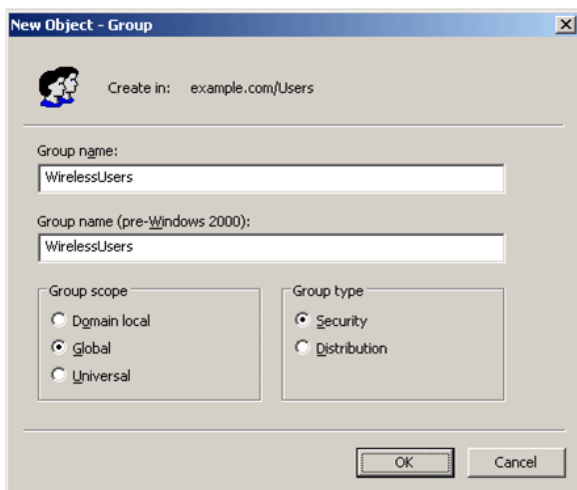 New Object - Group
Create in: example.com/Users
Group name:
WirelessUsers
Group name (pre-Windows 2000):
WirelessUsers
Group scope
Domain local
Global
Universal
Group type
Security
Distribution
OK
Cancel